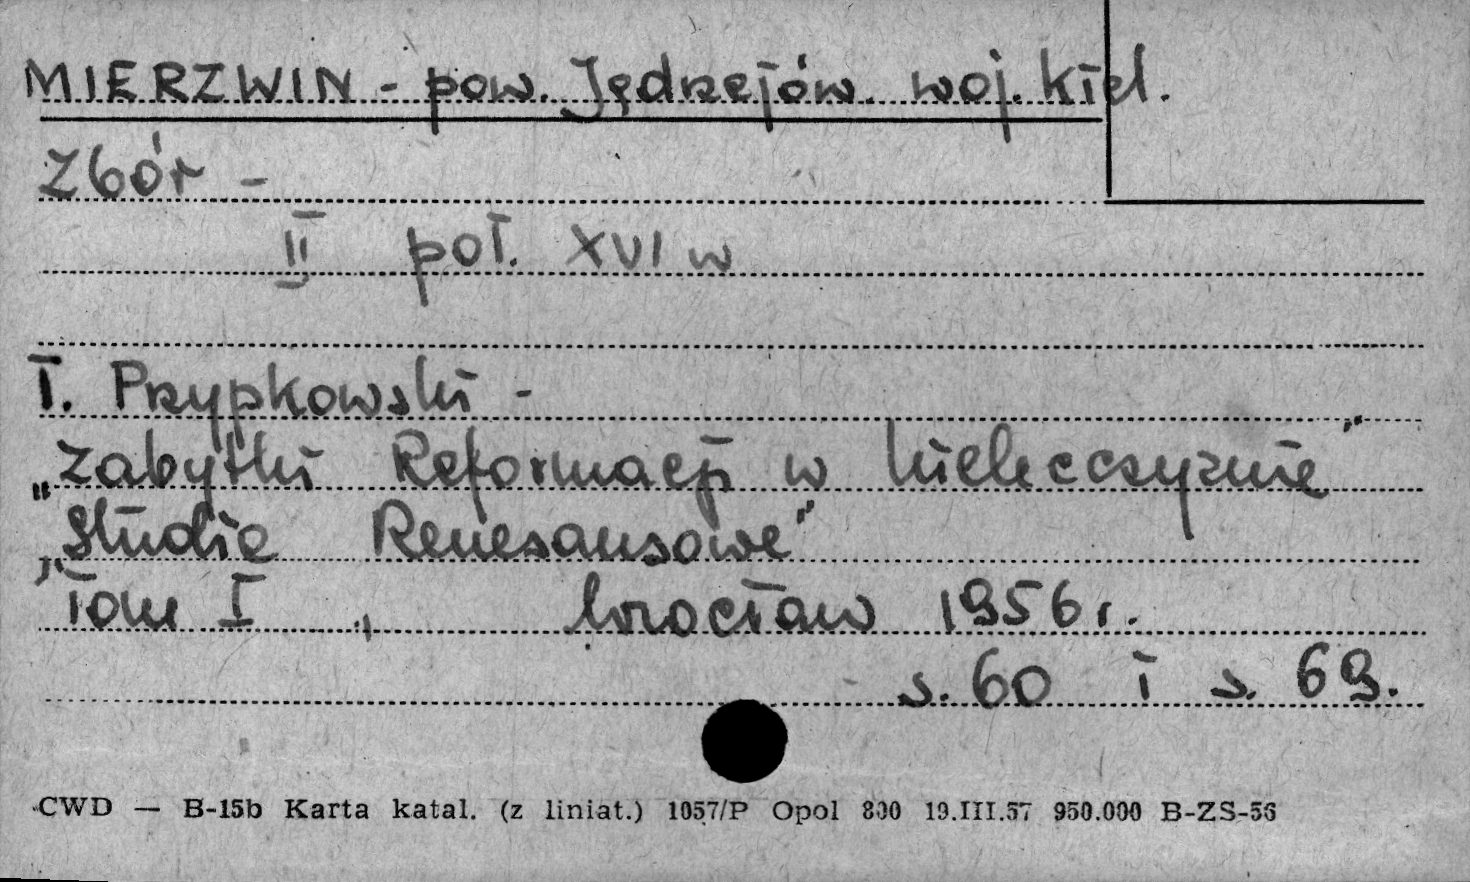 MIERZWIN - pow. Jędrzejów. woj. kiel.
Zbór -
II poł. XVI w
T. Przypkowski -
„Zabytki Reformacji w kielecczyźnie"
„Studia Renesansowe"
Tom I , Wrocław 1956 r.
s. 60 i s. 69.
CWD — B-15b Karta katal. (z liniat.) 1057/P Opol 800 19.III.57 950.000 B-ZS-56